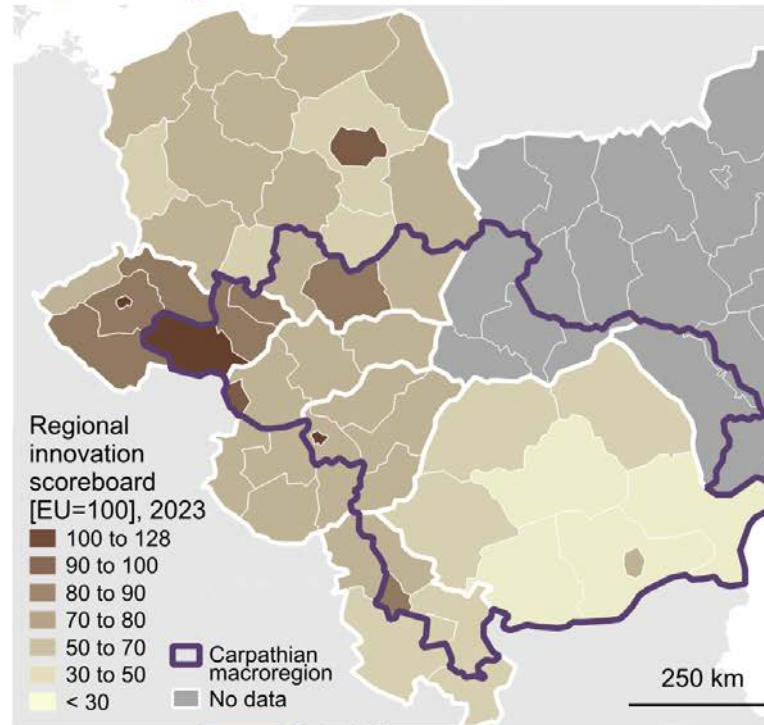 Regional
innovation
scoreboard
[EU=100], 2023
100 to 128
90 to 100
80 to 90
70 to 80
50 to 70
30 to 50
< 30
Carpathian
macroregion
No data
250 km